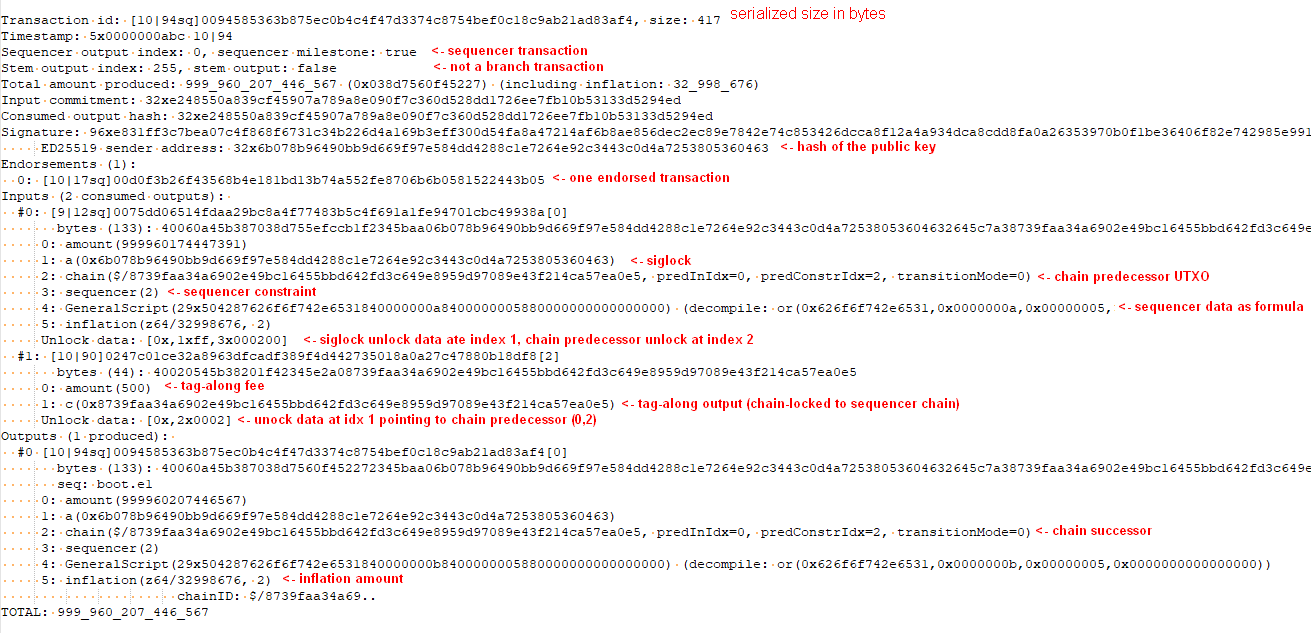 Transaction id: [10|94sq]0094585363b875ec0b4c4f47d3374c8754bef0c18c9ab21ad83af4, size: 417 serialized size in bytes
Timestamp: 5x0000000abc 10|94
Sequencer output index: 0, sequencer milestone: true <- sequencer transaction
Stem output index: 255, stem output: false <- not a branch transaction
Total amount produced: 999_960_207_446_567 (0x038d7560f45227) (including inflation: 32_998_676)
Input commitment: 32xe248550a839cf45907a789a8e090f7c360d528dd1726ee7fb10b53133d5294ed
Consumed output hash: 32xe248550a839cf45907a789a8e090f7c360d528dd1726ee7fb10b53133d5294ed
Signature: 96xe831ff3c7bea07c4f868f6731c34b226d4a169b3eff300d54fa8a47214af6b8ae856dec2ec89e7842e74c853426dcca8f12a4a934dca8cdd8fa0a26353970b0f1be36406f82e742985e991
ED25519 sender address: 32x6b078b96490bb9d669f97e584dd4288c1e7264e92c3443c0d4a7253805360463 <- hash of the public key
Endorsements (1):
0: [10|17sq]00d0f3b26f43568b4e181bd13b74a552fe8706b6b0581522443b05 <- one endorsed transaction
Inputs (2 consumed outputs):
#0: [9|12sq]0075dd06514fdaa29bc8a4f77483b5c4f691a1fe94701cbc49938a[0]
bytes (133): 40060a45b387038d755efccb1f2345baa06b078b96490bb9d669f97e584dd4288c1e7264e92c3443c0d4a72538053604632645c7a38739faa34a6902e49bc16455bbd642fd3c649e
0: amount(999960174447391)
1: a(0x6b078b96490bb9d669f97e584dd4288c1e7264e92c3443c0d4a7253805360463) <- siglock
2: chain($/8739faa34a6902e49bc16455bbd642fd3c649e8959d97089e43f214ca57ea0e5, predInIdx=0, predConstrIdx=2, transitionMode=0) <- chain predecessor UTXO
3: sequencer(2) <- sequencer constraint
4: GeneralScript(29x504287626f6f742e6531840000000a8400000005880000000000000000) (decompile: or(0x626f6f742e6531,0x0000000a,0x00000005, <- sequencer data as formula
5: inflation(z64/32998676, 2)
Unlock data: [0x,1xff,3x000200] <- siglock unlock data ate index 1, chain predecessor unlock at index 2
#1: [10|90]0247c01ce32a8963dfcadf389f4d442735018a0a27c47880b18df8[2]
bytes (44): 40020545b38201f42345e2a08739faa34a6902e49bc16455bbd642fd3c649e8959d97089e43f214ca57ea0e5
0: amount(500) <- tag-along fee
1: c(0x8739faa34a6902e49bc16455bbd642fd3c649e8959d97089e43f214ca57ea0e5) <- tag-along output (chain-locked to sequencer chain)
Unlock data: [0x,2x0002] <- unock data at idx 1 pointing to chain predecessor (0,2)
Outputs (1 produced):
#0 [10|94sq]0094585363b875ec0b4c4f47d3374c8754bef0c18c9ab21ad83af4[0]
bytes (133): 40060a45b387038d7560f452272345baa06b078b96490bb9d669f97e584dd4288c1e7264e92c3443c0d4a72538053604632645c7a38739faa34a6902e49bc16455bbd642fd3c649e
seq: boot.e1
0: amount(999960207446567)
1: a(0x6b078b96490bb9d669f97e584dd4288c1e7264e92c3443c0d4a7253805360463)
2: chain($/8739faa34a6902e49bc16455bbd642fd3c649e8959d97089e43f214ca57ea0e5, predInIdx=0, predConstrIdx=2, transitionMode=0) <- chain successor
3: sequencer(2)
4: GeneralScript(29x504287626f6f742e6531840000000b8400000005880000000000000000) (decompile: or(0x626f6f742e6531,0x0000000b,0x00000005,0x0000000000000000))
5: inflation(z64/32998676, 2) <- inflation amount
chainID: $/8739faa34a69..
TOTAL: 999_960_207_446_567